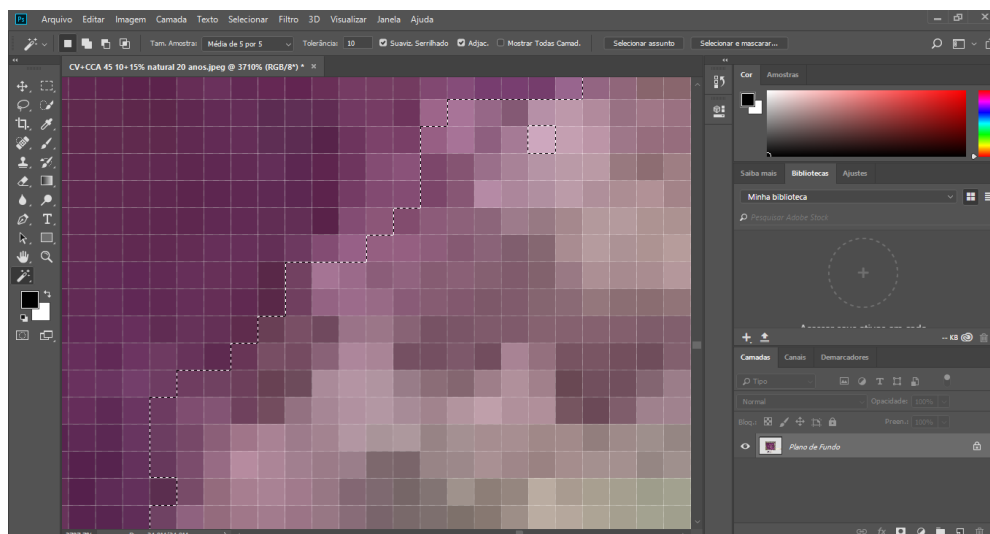 Ps Arquivo Editar Imagem Camada Texto Selecionar Filtro 3D Visualizar Janela Ajuda
Tam. Amostra: Média de 5 por 5 Tolerância: 10 Suaviz. Serrilhado Adjac. Mostrar Todas Camad. Selecionar assunto Selecionar e mascarar...
CV+CCA 45 10+15% natural 20 anos.jpeg @ 3710% (RGB/8*) * ×
Cor Amostras
Saiba mais Bibliotecas Ajustes
Minha biblioteca
Pesquisar Adobe Stock
-- KB
Camadas Canais Demarcadores
Tipo
Normal Opacidade: 100%
Bloq.: Preen.: 100%
Plano de Fundo
fx